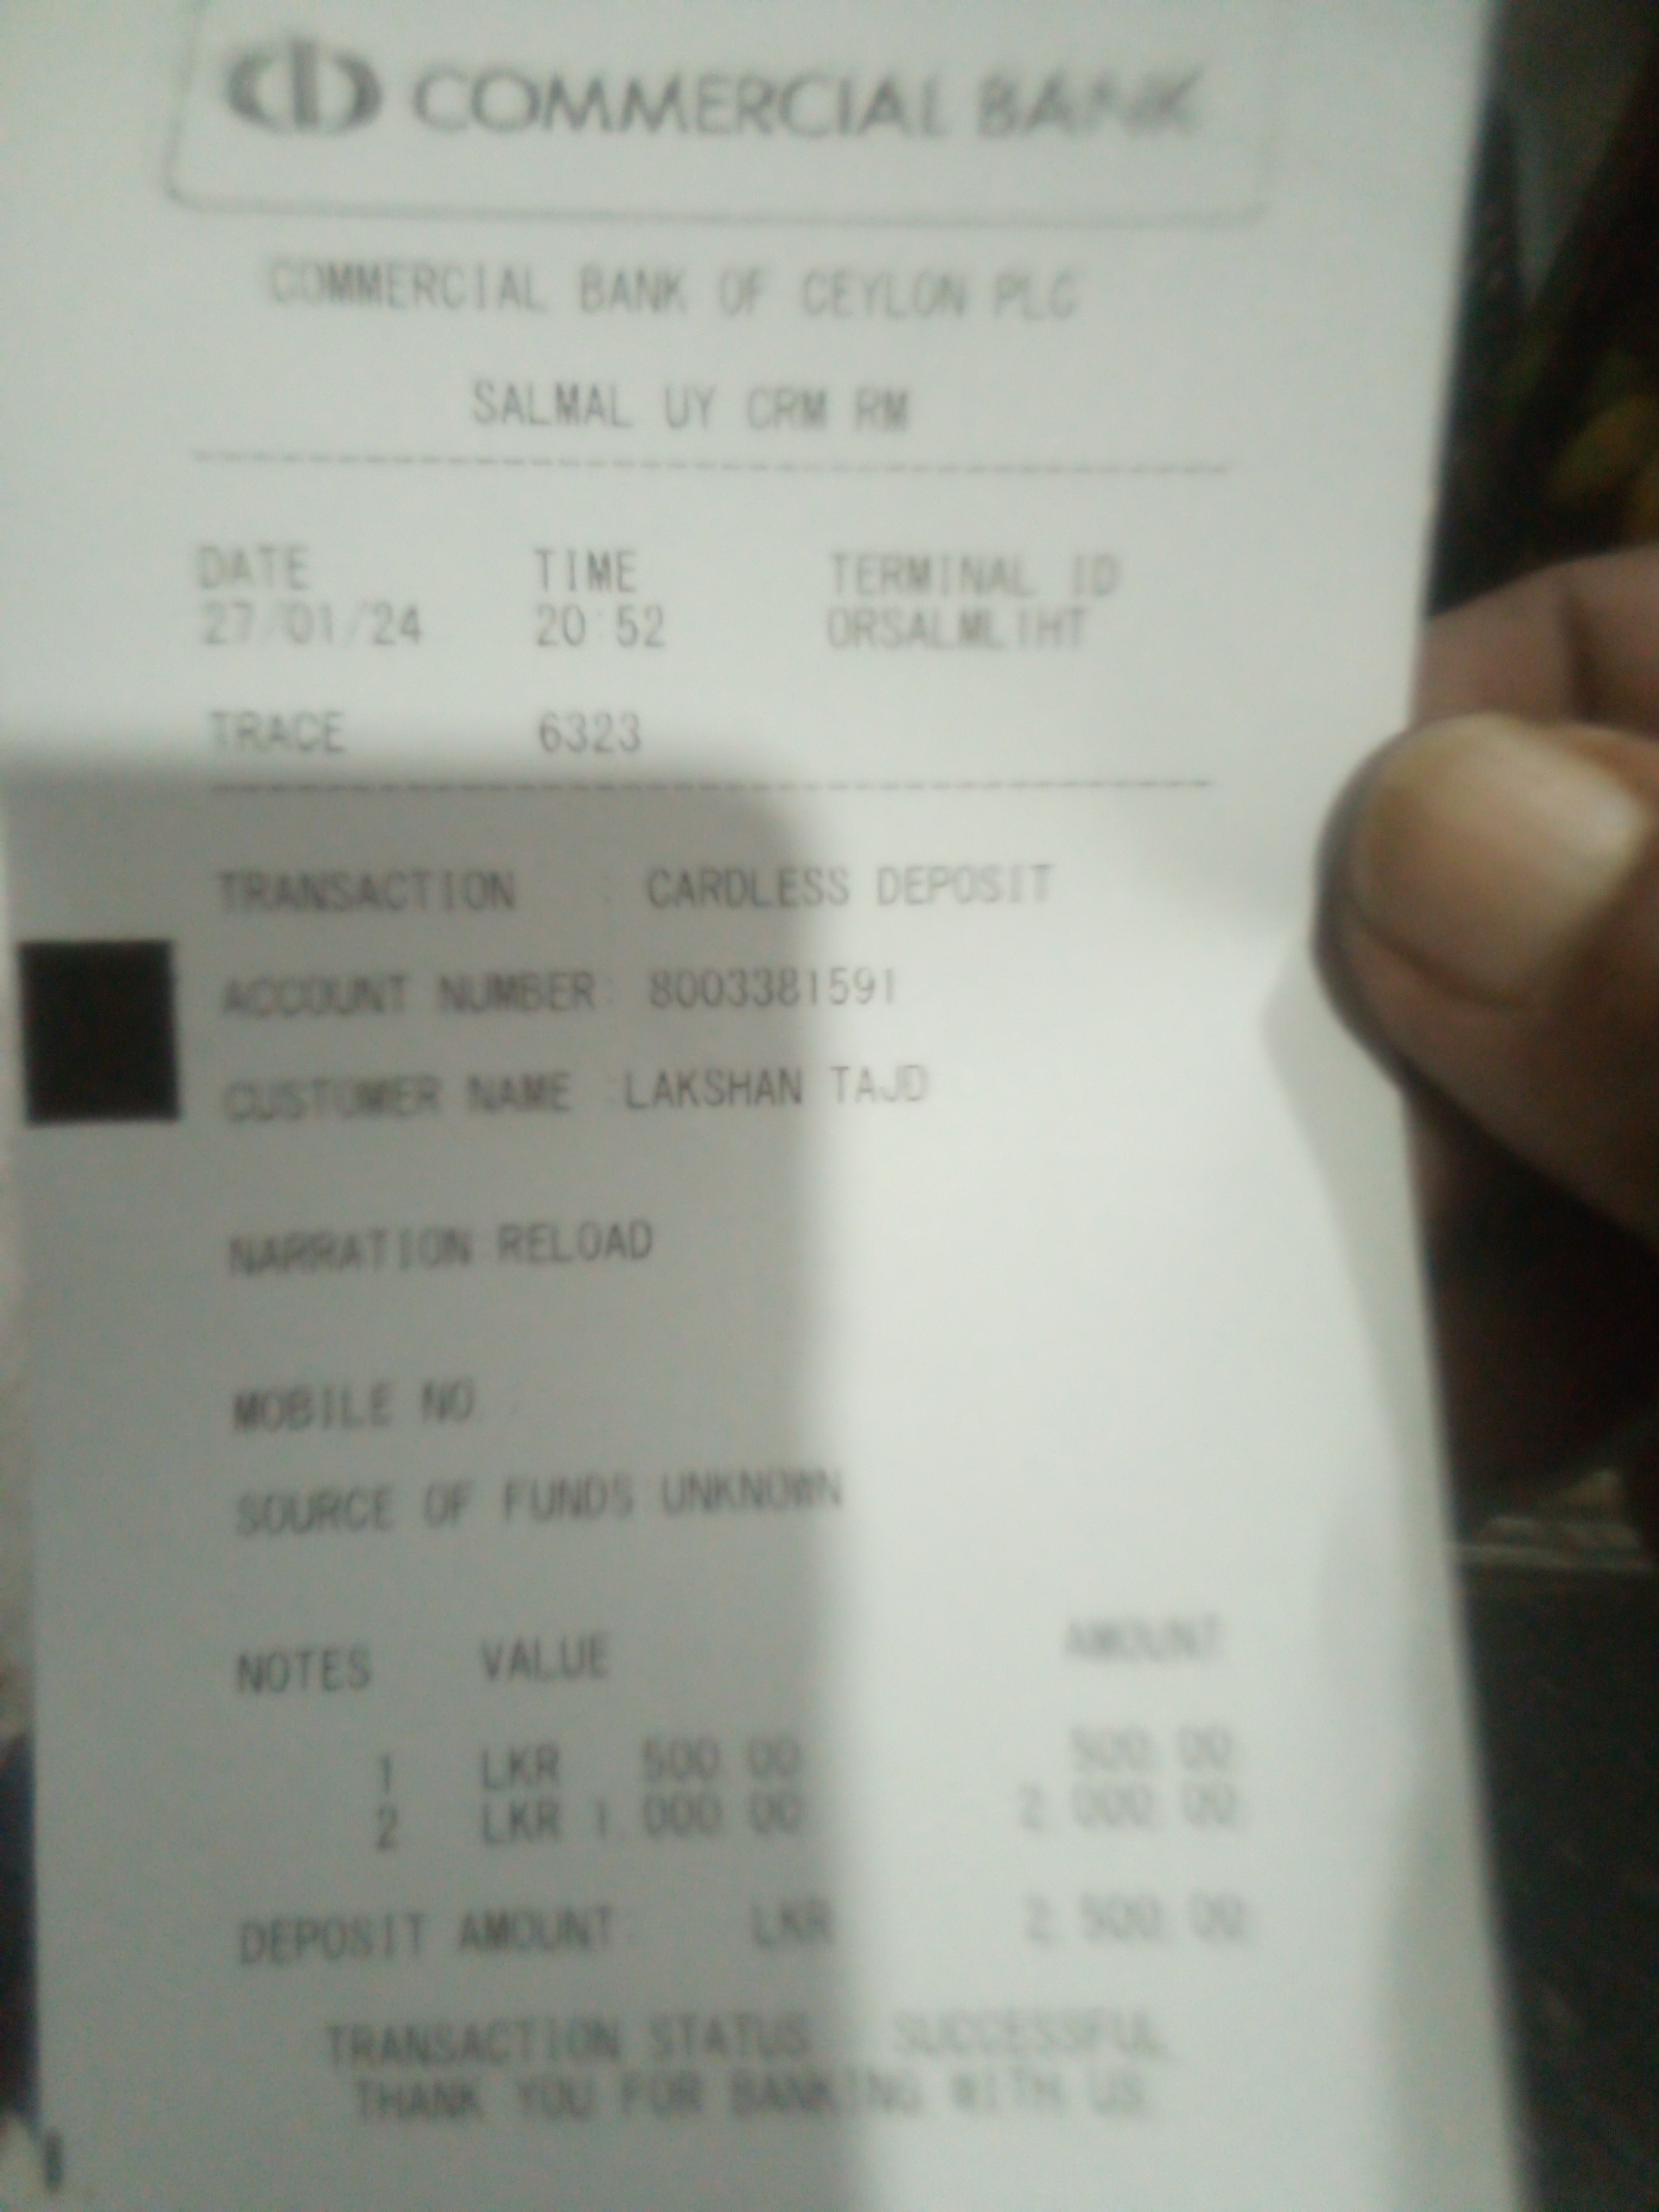 COMMERCIAL BANK
COMMERCIAL BANK OF CEYLON PLC
SALMAL UY CRM RM
DATE TIME TERMINAL ID
27/01/24 20:52 ORSALML1HT
TRACE 6323
TRANSACTION : CARDLESS DEPOSIT
ACCOUNT NUMBER: 8003381591
CUSTOMER NAME :LAKSHAN TAJD
NARRATION:RELOAD
MOBILE NO :
SOURCE OF FUNDS:UNKNOWN
NOTES VALUE AMOUNT
1 LKR 500.00 500.00
2 LKR 1,000.00 2,000.00
DEPOSIT AMOUNT: LKR 2,500.00
TRANSACTION STATUS : SUCCESSFUL
THANK YOU FOR BANKING WITH US